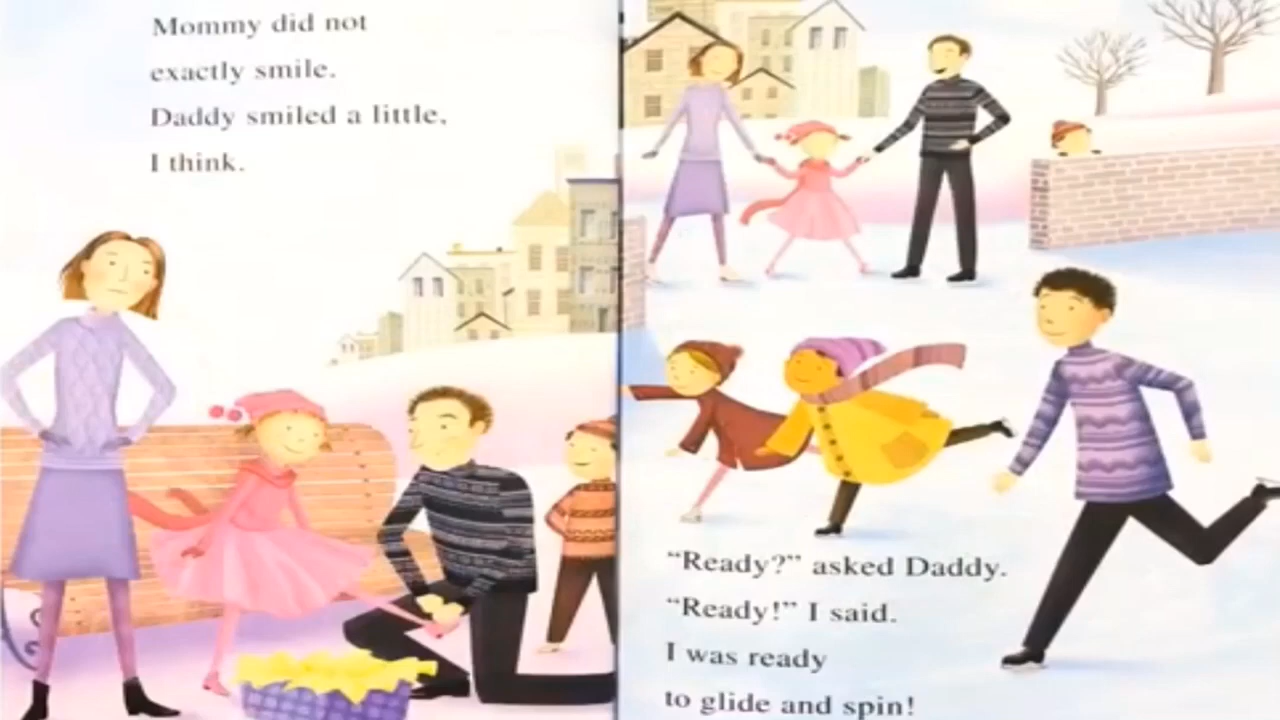 Mommy did not
exactly smile.
Daddy smiled a little,
I think.
“Ready?” asked Daddy.
“Ready!” I said.
I was ready
to glide and spin!